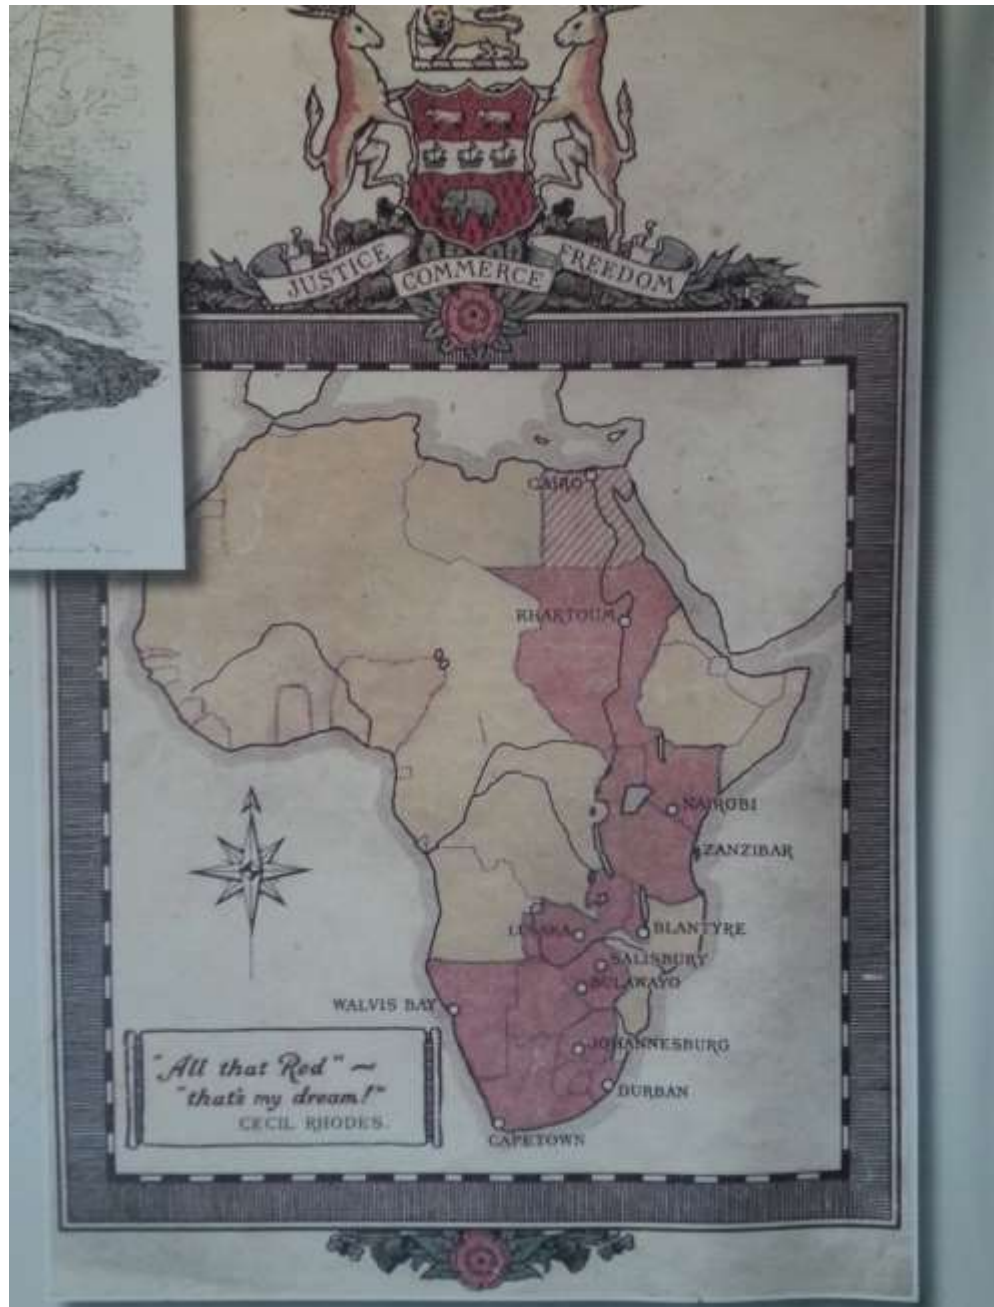 JUSTICE COMMERCE FREEDOM
CAIRO
KHARTOUM
NAIROBI
ZANZIBAR
LUSAKA
BLANTYRE
SALISBURY
BULAWAYO
WALVIS BAY
JOHANNESBURG
DURBAN
CAPETOWN
"All that Red" ~
"that's my dream!"
CECIL RHODES.